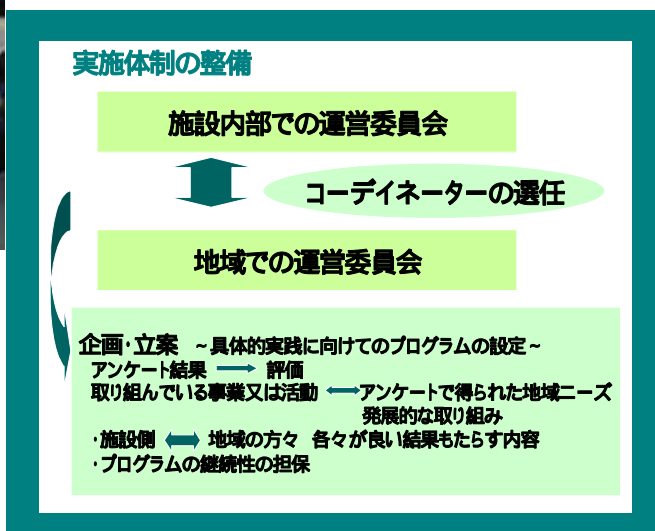 実施体制の整備
施設内部での運営委員会
コーデイネーターの選任
地域での運営委員会
企画・立案 ~具体的実践に向けてのプログラムの設定~
アンケート結果 評価
取り組んでいる事業又は活動 アンケートで得られた地域ニーズ
発展的な取り組み
・施設側 地域の方々 各々が良い結果もたらす内容
・プログラムの継続性の担保